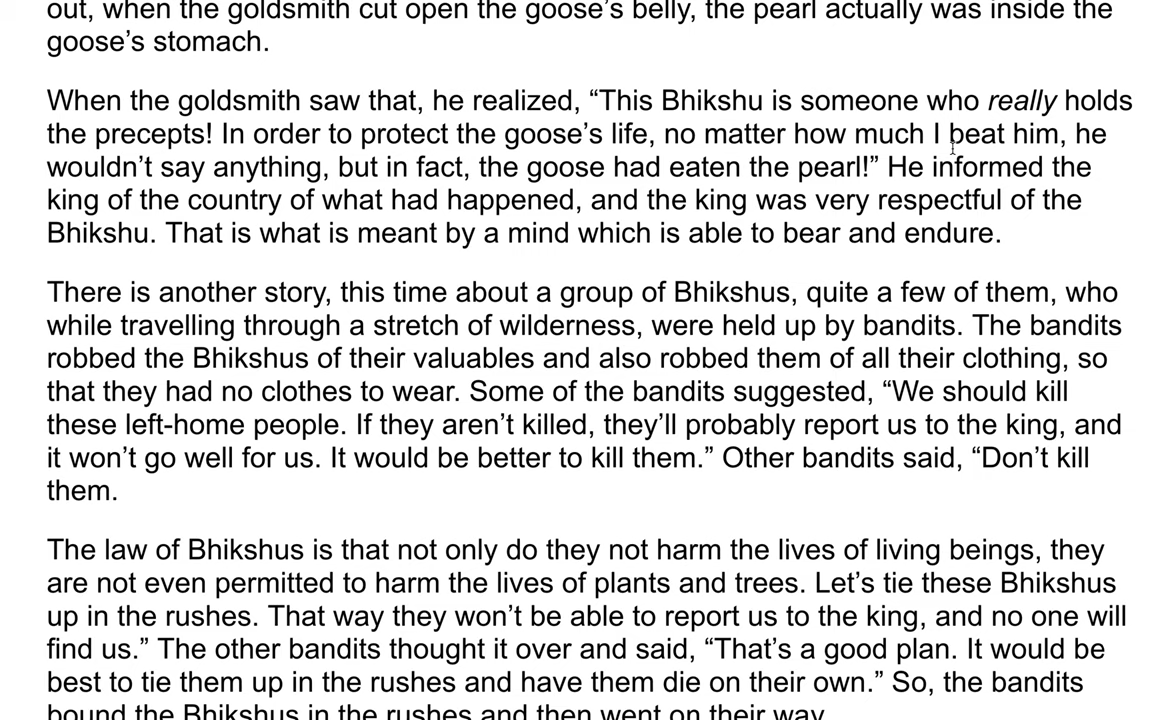 out, when the goldsmith cut open the goose’s belly, the pearl actually was inside the
goose’s stomach.
When the goldsmith saw that, he realized, “This Bhikshu is someone who really holds
the precepts! In order to protect the goose’s life, no matter how much I beat him, he
wouldn’t say anything, but in fact, the goose had eaten the pearl!” He informed the
king of the country of what had happened, and the king was very respectful of the
Bhikshu. That is what is meant by a mind which is able to bear and endure.
There is another story, this time about a group of Bhikshus, quite a few of them, who
while travelling through a stretch of wilderness, were held up by bandits. The bandits
robbed the Bhikshus of their valuables and also robbed them of all their clothing, so
that they had no clothes to wear. Some of the bandits suggested, “We should kill
these left-home people. If they aren’t killed, they’ll probably report us to the king, and
it won’t go well for us. It would be better to kill them.” Other bandits said, “Don’t kill
them.
The law of Bhikshus is that not only do they not harm the lives of living beings, they
are not even permitted to harm the lives of plants and trees. Let’s tie these Bhikshus
up in the rushes. That way they won’t be able to report us to the king, and no one will
find us.” The other bandits thought it over and said, “That’s a good plan. It would be
best to tie them up in the rushes and have them die on their own.” So, the bandits
bound the Bhikshus in the rushes and then went on their way.